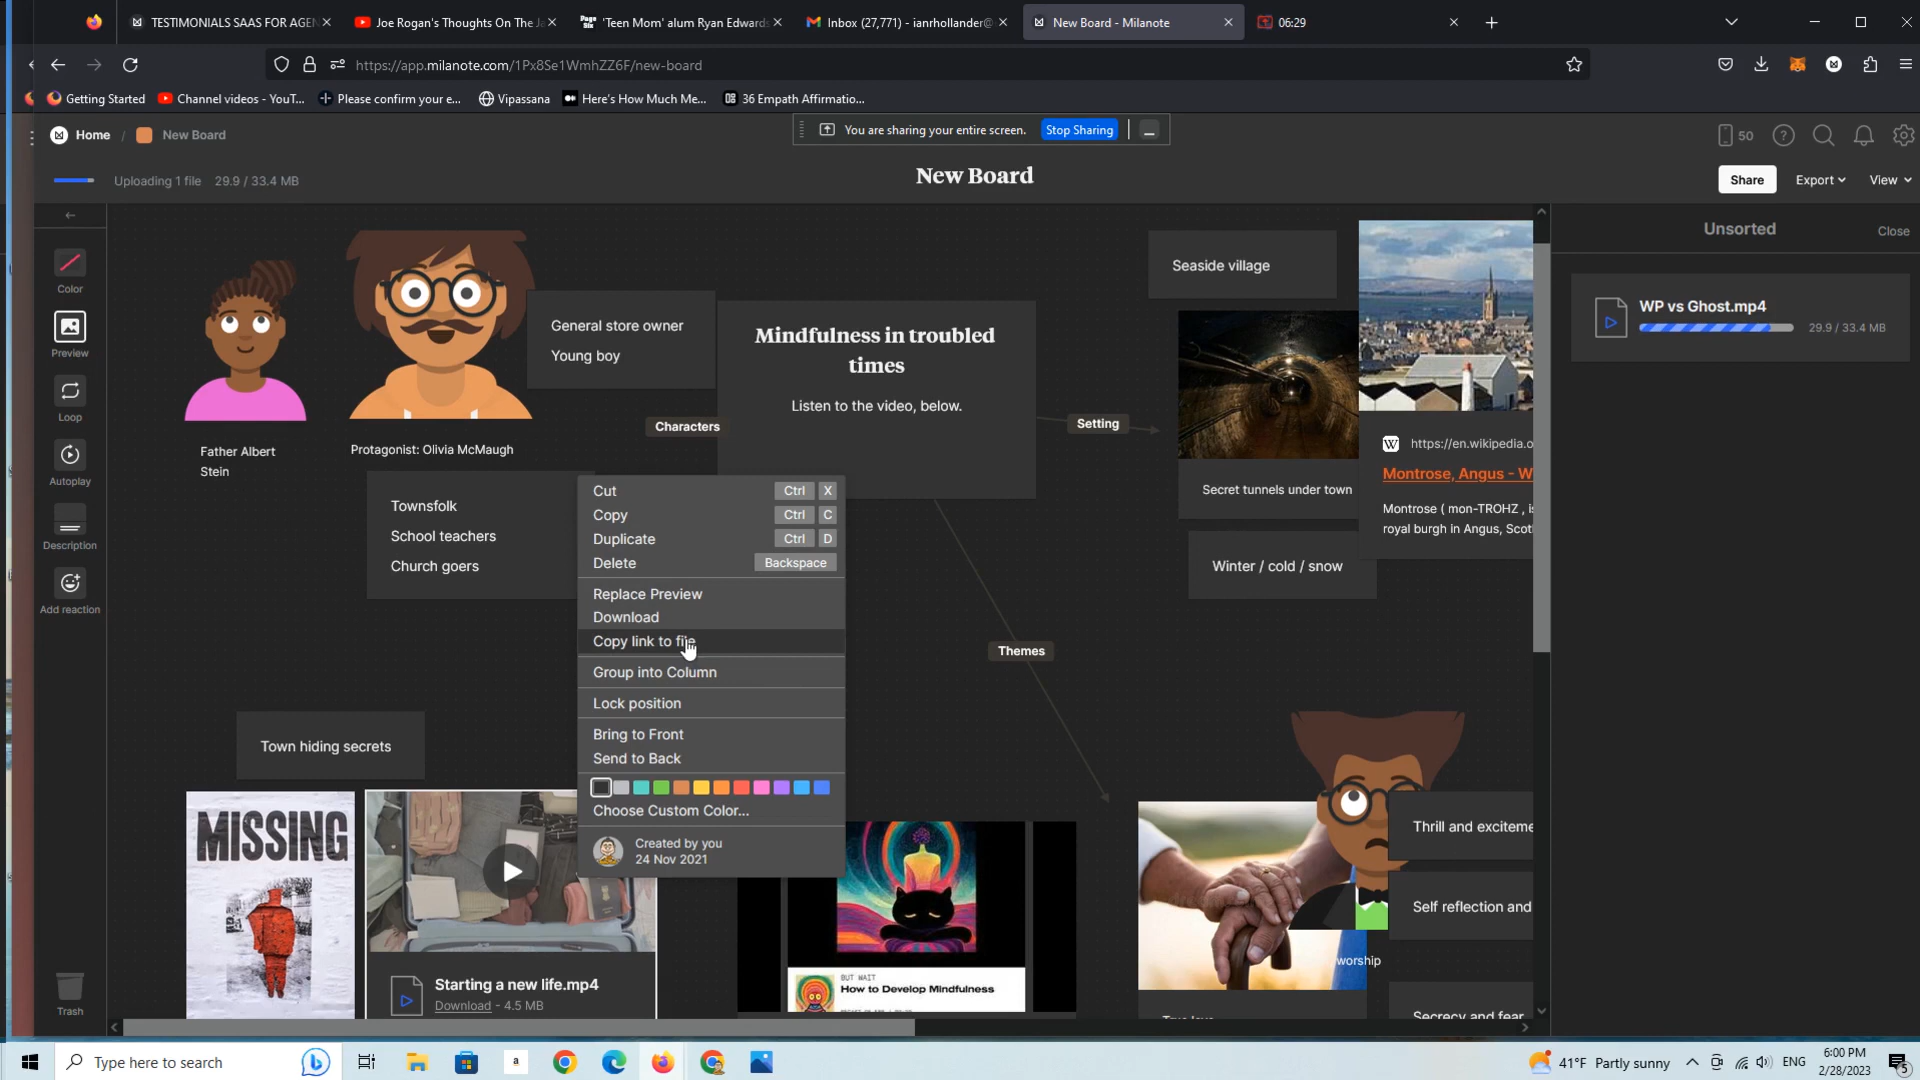 TESTIMONIALS SAAS FOR AGEN
Joe Rogan's Thoughts On The Ja
'Teen Mom' alum Ryan Edwards
Inbox (27,771) - ianrhollander@
New Board - Milanote
06:29
https://app.milanote.com/1Px8Se1WmhZZ6F/new-board
Getting Started
Channel videos - YouT...
Please confirm your e...
Vipassana
Here's How Much Me...
36 Empath Affirmatio...
Home / New Board
You are sharing your entire screen.
Stop Sharing
50
Uploading 1 file 29.9 / 33.4 MB
New Board
Share
Export
View
Unsorted
Close
WP vs Ghost.mp4
29.9 / 33.4 MB
Color
Preview
Loop
Autoplay
Description
Add reaction
Trash
Father Albert
Stein
Protagonist: Olivia McMaugh
General store owner
Young boy
Characters
Townsfolk
School teachers
Church goers
Mindfulness in troubled
times
Listen to the video, below.
Setting
Seaside village
Secret tunnels under town
Winter / cold / snow
https://en.wikipedia.o
Montrose, Angus - W
Montrose ( mon-TROHZ , is
royal burgh in Angus, Scot
Cut Ctrl X
Copy Ctrl C
Duplicate Ctrl D
Delete Backspace
Replace Preview
Download
Copy link to file
Group into Column
Lock position
Bring to Front
Send to Back
Choose Custom Color...
Created by you
24 Nov 2021
Themes
Town hiding secrets
MISSING
Starting a new life.mp4
Download - 4.5 MB
BUT WAIT
How to Develop Mindfulness
Thrill and exciteme
Self reflection and
worship
True love
Secrecy and fear
Type here to search
41°F Partly sunny
ENG
6:00 PM
2/28/2023
5